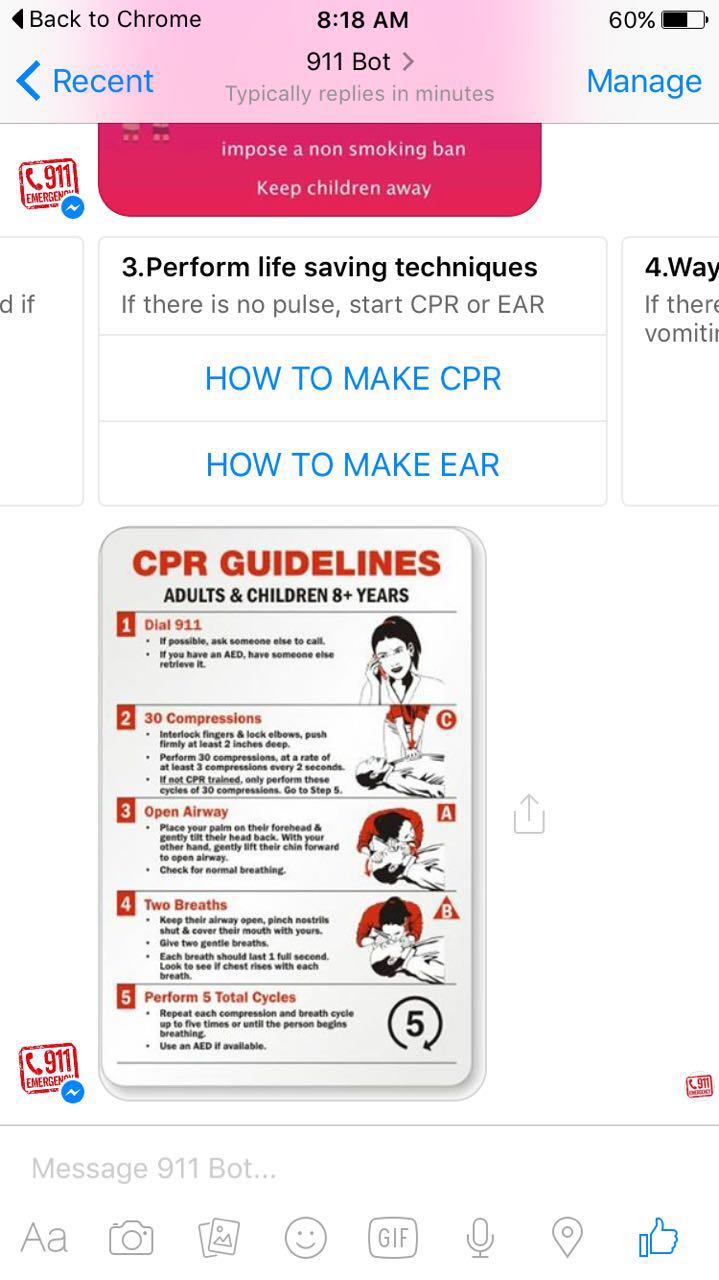 Back to Chrome
8:18 AM
60%
Recent
911 Bot
Typically replies in minutes
Manage
impose a non smoking ban
Keep children away
911
EMERGENCY
d if
3.Perform life saving techniques
If there is no pulse, start CPR or EAR
HOW TO MAKE CPR
HOW TO MAKE EAR
4.Way
If there
vomitin
CPR GUIDELINES
ADULTS & CHILDREN 8+ YEARS
1 Dial 911
• If possible, ask someone else to call.
• If you have an AED, have someone else
retrieve it.
2 30 Compressions
C
• Interlock fingers & lock elbows, push
firmly at least 2 inches deep.
• Perform 30 compressions, at a rate of
at least 3 compressions every 2 seconds.
• If not CPR trained, only perform these
cycles of 30 compressions. Go to Step 5.
3 Open Airway
A
• Place your palm on their forehead &
gently tilt their head back. With your
other hand, gently lift their chin forward
to open airway.
• Check for normal breathing.
4 Two Breaths
B
• Keep their airway open, pinch nostrils
shut & cover their mouth with yours.
• Give two gentle breaths.
• Each breath should last 1 full second.
Look to see if chest rises with each
breath.
5 Perform 5 Total Cycles
• Repeat each compression and breath cycle
up to five times or until the person begins
breathing.
• Use an AED if available.
5
911
EMERGENCY
911
EMERGENCY
Message 911 Bot...
Aa
GIF